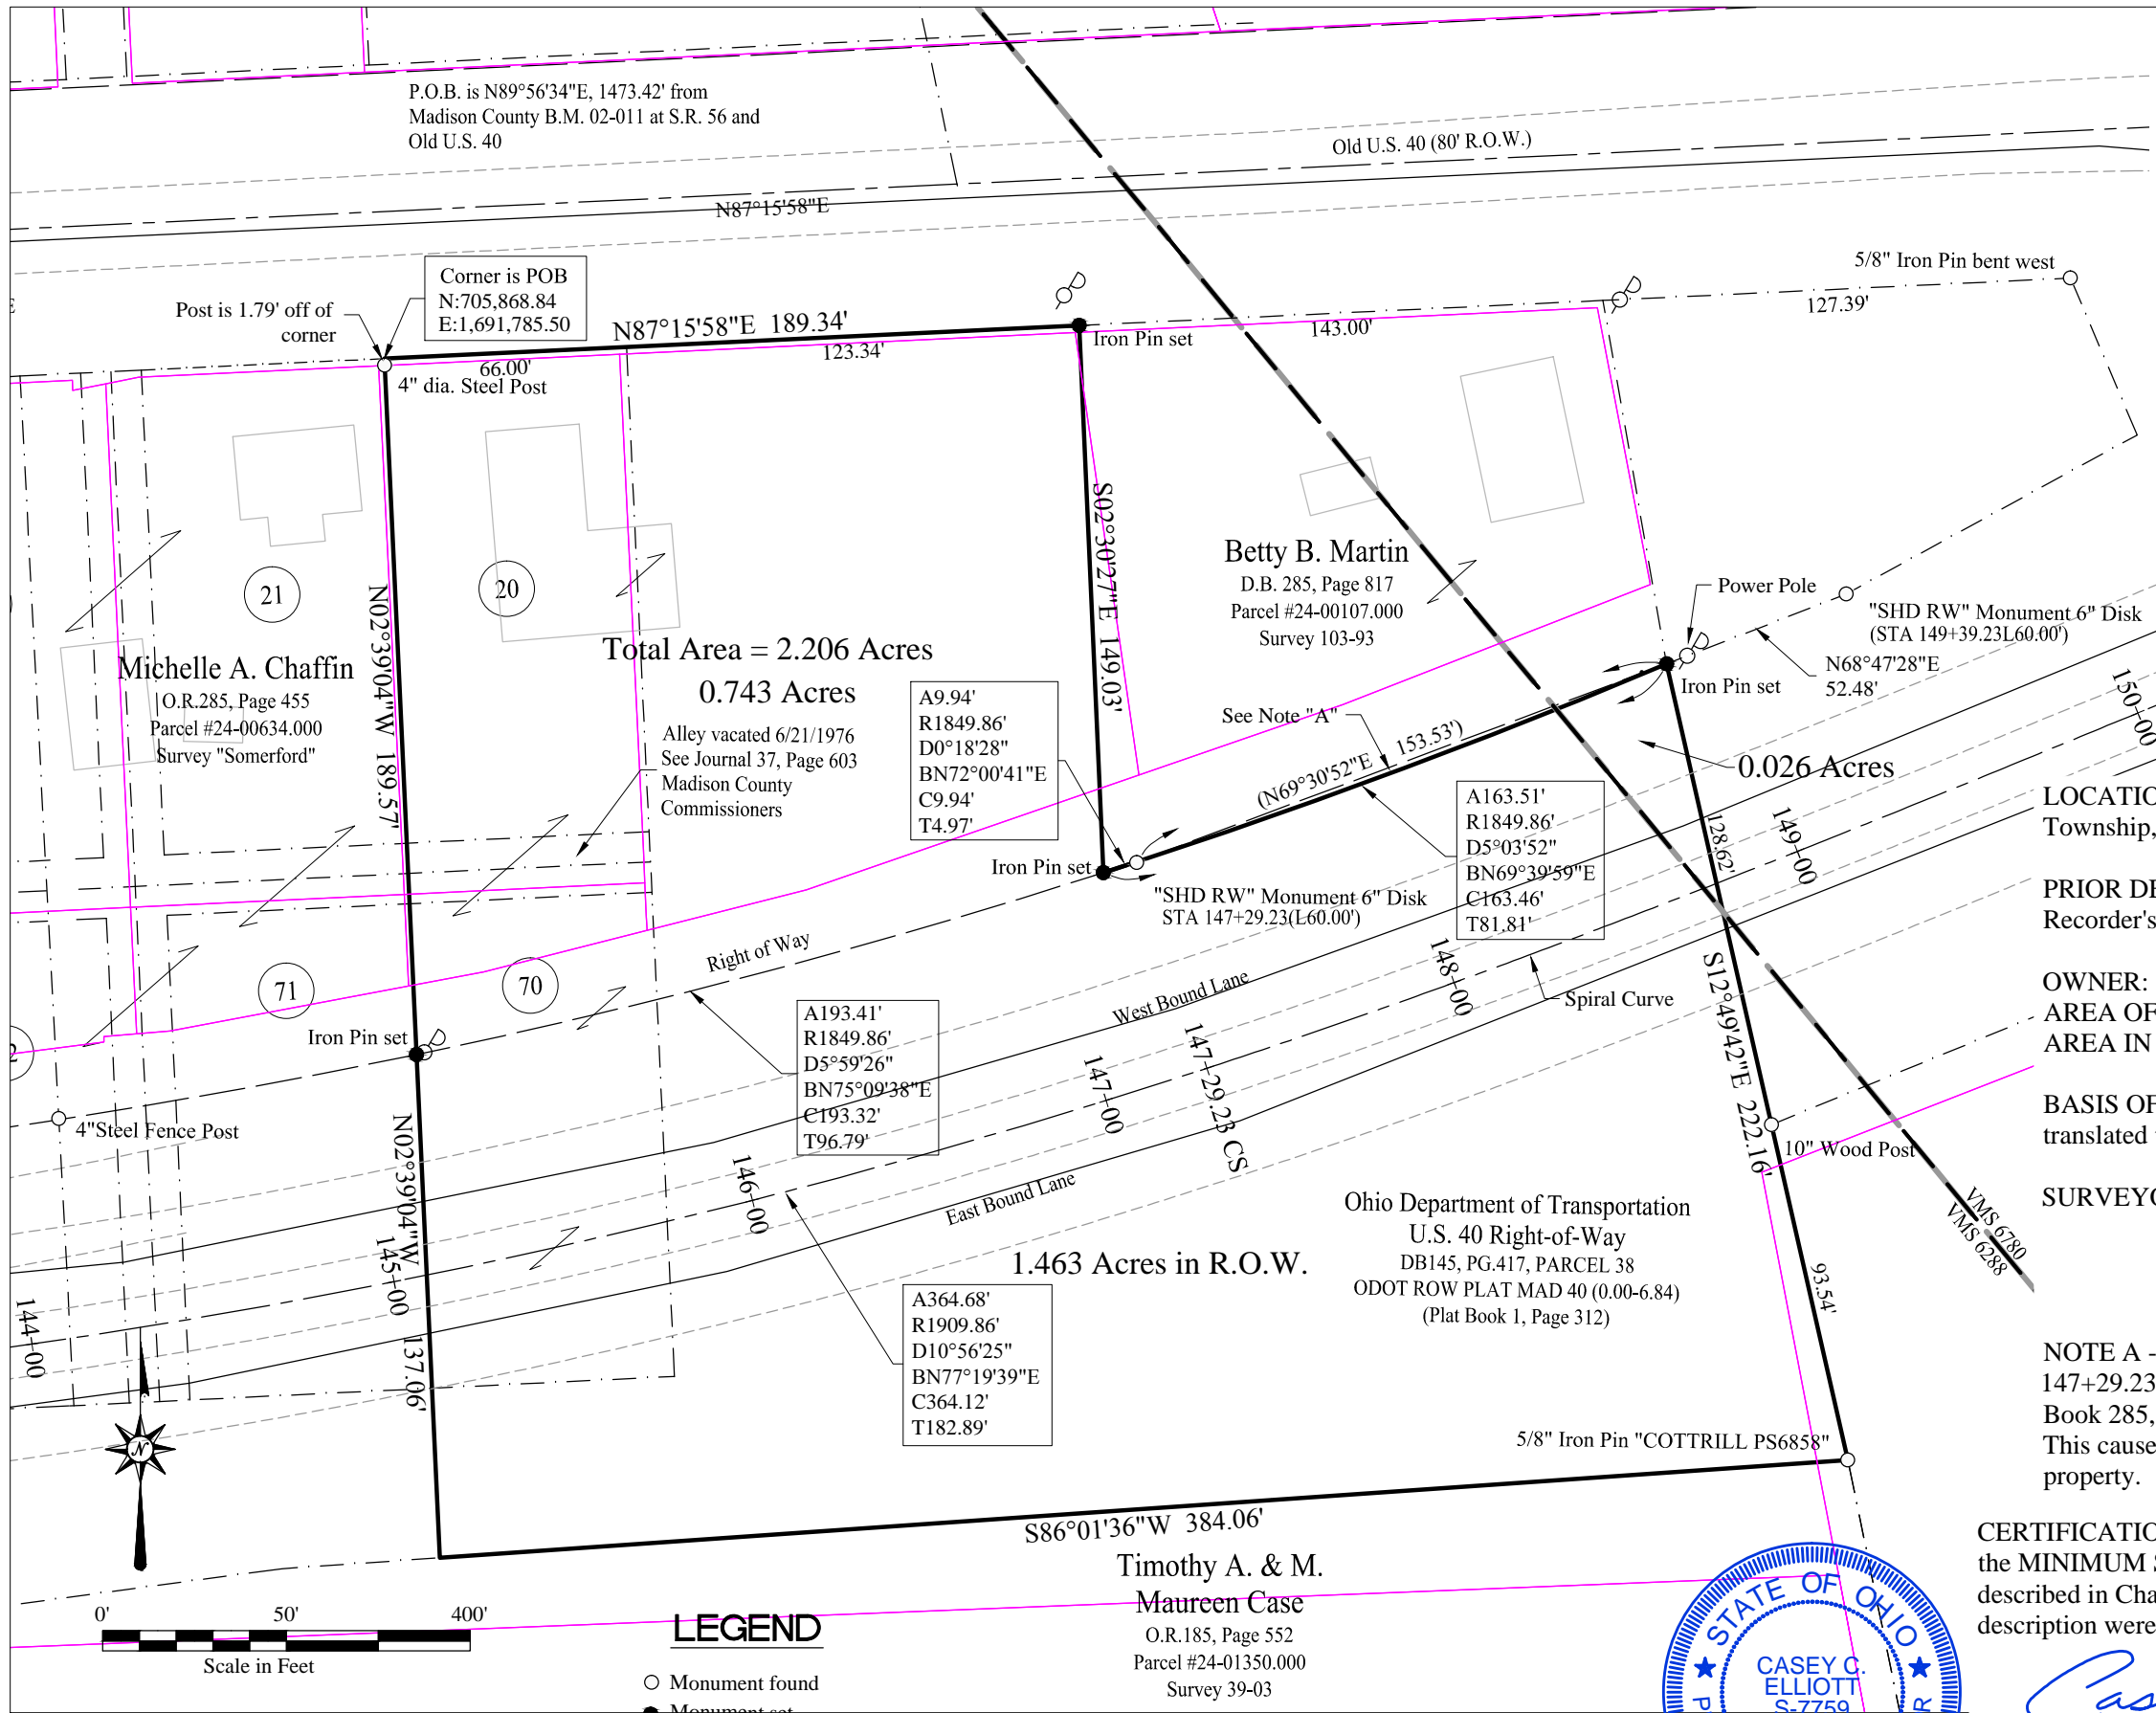 P.O.B. is N89°56'34"E, 1473.42' from
Madison County B.M. 02-011 at S.R. 56 and
Old U.S. 40
Old U.S. 40 (80' R.O.W.)
N87°15'58"E
Corner is POB
N:705,868.84
E:1,691,785.50
Post is 1.79' off of
corner
N87°15'58"E 189.34'
66.00'
123.34'
4" dia. Steel Post
Iron Pin set
143.00'
127.39'
5/8" Iron Pin bent west
21
20
N02°39'04"W 189.57'
S02°30'27"E 149.03'
Michelle A. Chaffin
O.R.285, Page 455
Parcel #24-00634.000
Survey "Somerford"
Total Area = 2.206 Acres
0.743 Acres
Alley vacated 6/21/1976
See Journal 37, Page 603
Madison County
Commissioners
Betty B. Martin
D.B. 285, Page 817
Parcel #24-00107.000
Survey 103-93
Power Pole
"SHD RW" Monument 6" Disk
(STA 149+39.23L60.00')
N68°47'28"E
52.48'
Iron Pin set
A9.94'
R1849.86'
D0°18'28"
BN72°00'41"E
C9.94'
T4.97'
See Note "A"
(N69°30'52"E 153.53')
0.026 Acres
A163.51'
R1849.86'
D5°03'52"
BN69°39'59"E
C163.46'
T81.81'
Iron Pin set
"SHD RW" Monument 6" Disk
STA 147+29.23(L60.00')
128.62'
149+00
150+00
71
70
2
Right of Way
West Bound Lane
148+00
Spiral Curve
S12°49'42"E 222.16'
Iron Pin set
4"Steel Fence Post
A193.41'
R1849.86'
D5°59'26"
BN75°09'38"E
C193.32'
T96.79'
N02°39'04"W 137.06'
144+00
145+00
146+00
147+00
147+29.23 CS
East Bound Lane
10" Wood Post
VMS 6780
VMS 6288
93.54'
1.463 Acres in R.O.W.
Ohio Department of Transportation
U.S. 40 Right-of-Way
DB145, PG.417, PARCEL 38
ODOT ROW PLAT MAD 40 (0.00-6.84)
(Plat Book 1, Page 312)
A364.68'
R1909.86'
D10°56'25"
BN77°19'39"E
C364.12'
T182.89'
5/8" Iron Pin "COTTRILL PS6858"
S86°01'36"W 384.06'
Timothy A. & M.
Maureen Case
O.R.185, Page 552
Parcel #24-01350.000
Survey 39-03
N
0' 50' 400'
Scale in Feet
LEGEND
Monument found
Monument set
LOCATIO
Township,
PRIOR DE
Recorder's
OWNER:
AREA OF
AREA IN
BASIS OF
translated
SURVEYO
NOTE A -
147+29.23
Book 285,
This cause
property.
CERTIFICATIO
the MINIMUM S
described in Cha
description were
STATE OF OHIO
CASEY C.
ELLIOTT
S-7759